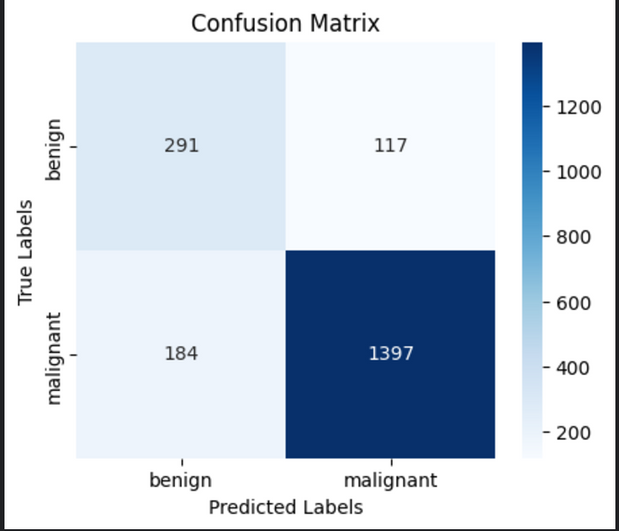 Confusion Matrix
True Labels
benign
291
117
malignant
184
1397
benign
malignant
Predicted Labels
1200
1000
800
600
400
200